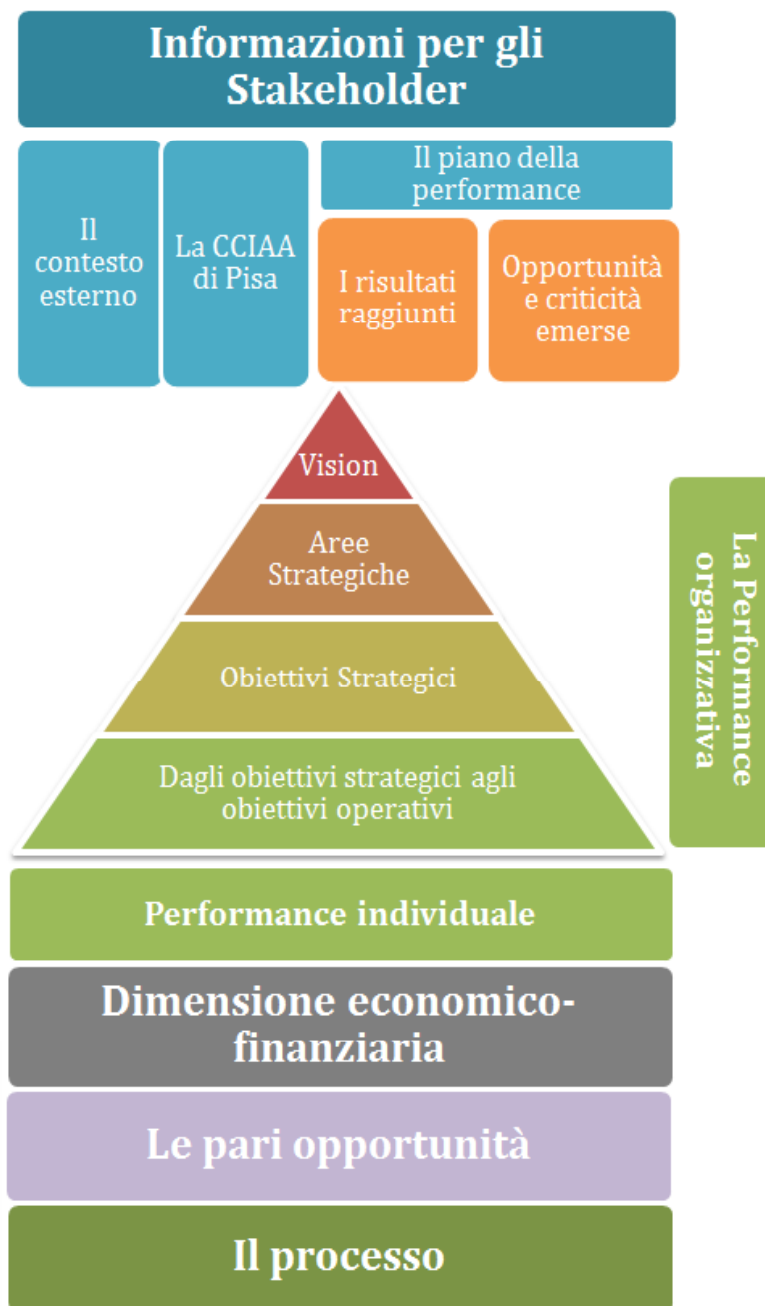 Informazioni per gli
Stakeholder
Il
contesto
esterno
La CCIAA
di Pisa
Il piano della
performance
I risultati
raggiunti
Opportunità
e criticità
emerse
Vision
Aree
Strategiche
Obiettivi Strategici
Dagli obiettivi strategici agli
obiettivi operativi
La Performance
organizzativa
Performance individuale
Dimensione economico-
finanziaria
Le pari opportunità
Il processo